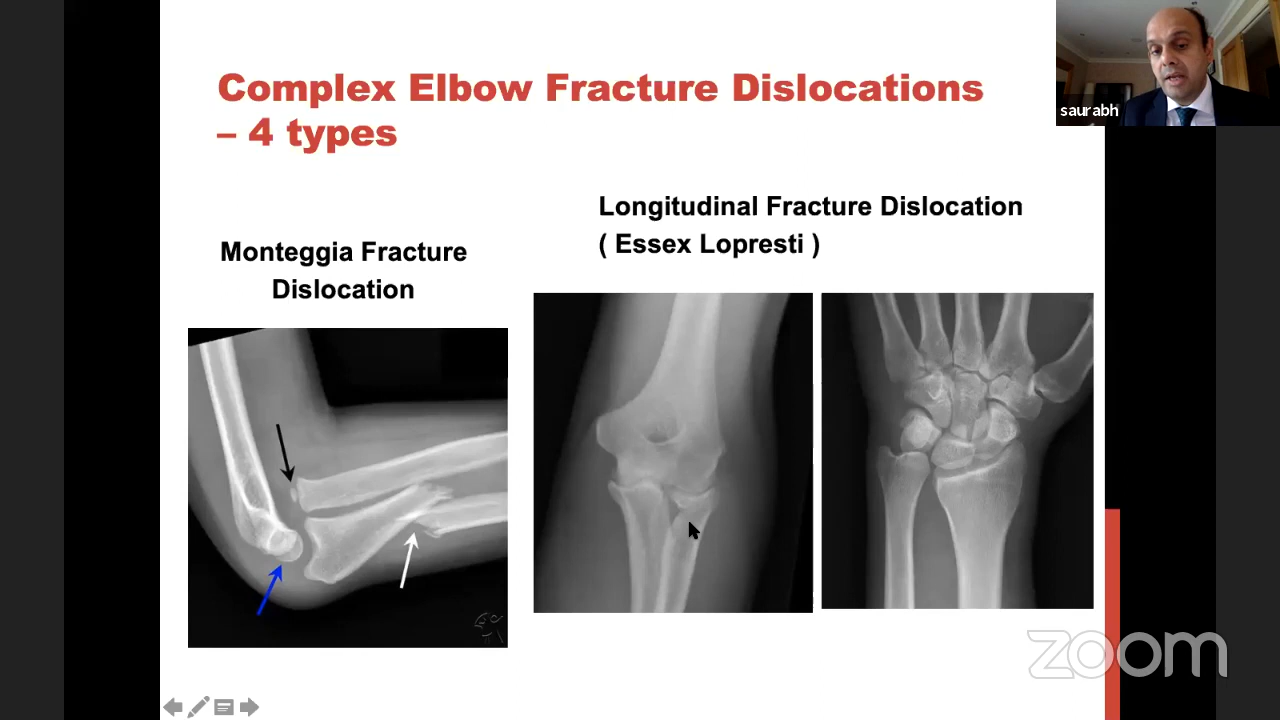 Complex Elbow Fracture Dislocations
– 4 types
saurabh
Longitudinal Fracture Dislocation
( Essex Lopresti )
Monteggia Fracture
Dislocation
zoom